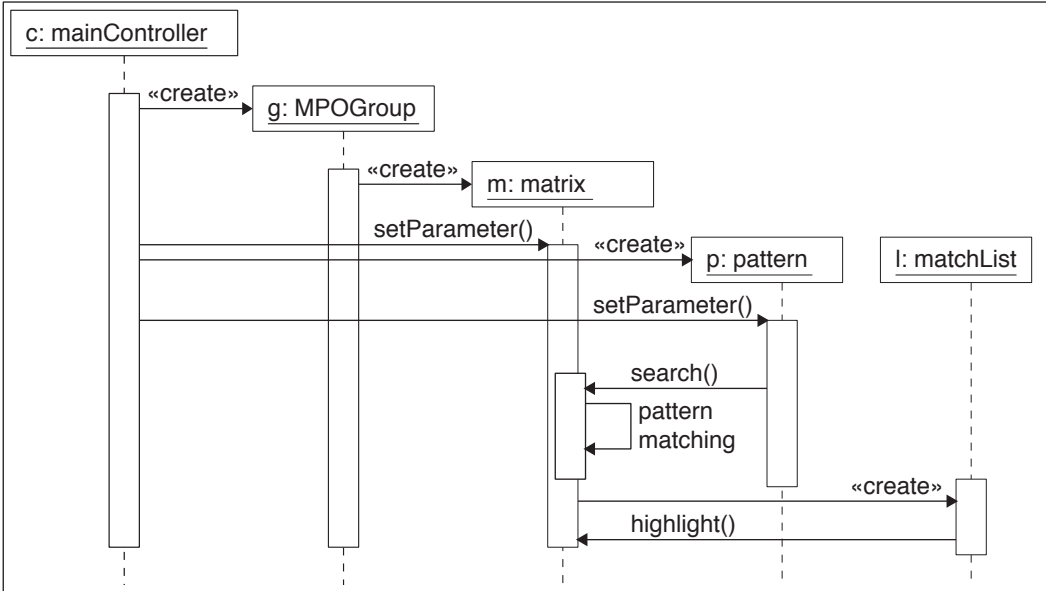 c: mainController
«create»
g: MPOGroup
«create»
m: matrix
setParameter()
«create»
p: pattern
l: matchList
setParameter()
search()
pattern
matching
«create»
highlight()